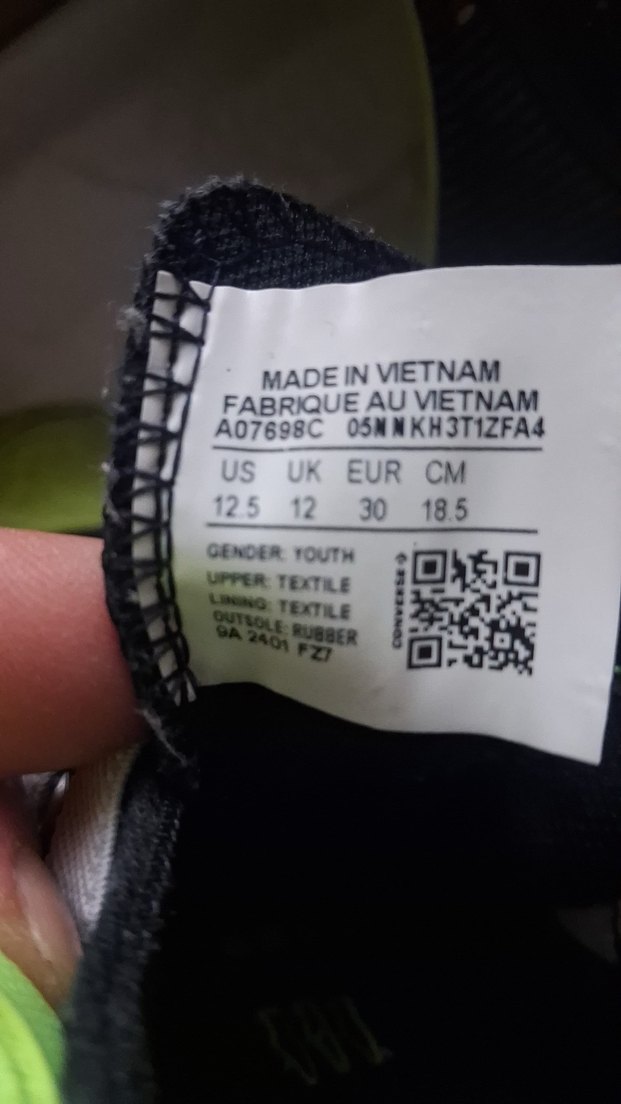 MADE IN VIETNAM
FABRIQUE AU VIETNAM
A07698C 05NNKH3T1ZFA4
US UK EUR CM
12.5 12 30 18.5
GENDER: YOUTH
UPPER: TEXTILE
LINING: TEXTILE
OUTSOLE: RUBBER
9A 2401 FZ7
CONVERSE